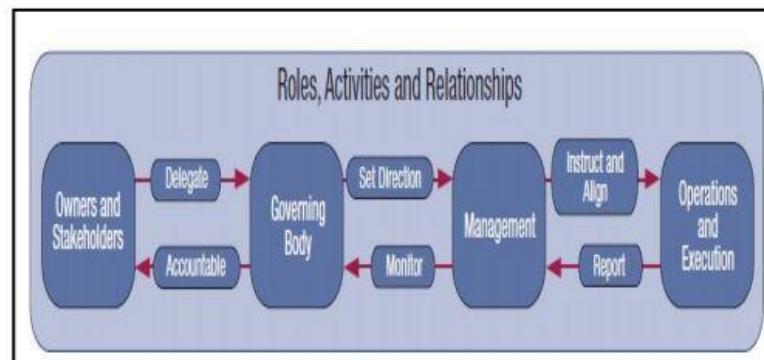 Roles, Activities and Relationships
Owners and
Stakeholders
Delegate
Accountable
Governing
Body
Set Direction
Monitor
Management
Instruct and
Align
Report
Operations
and
Execution